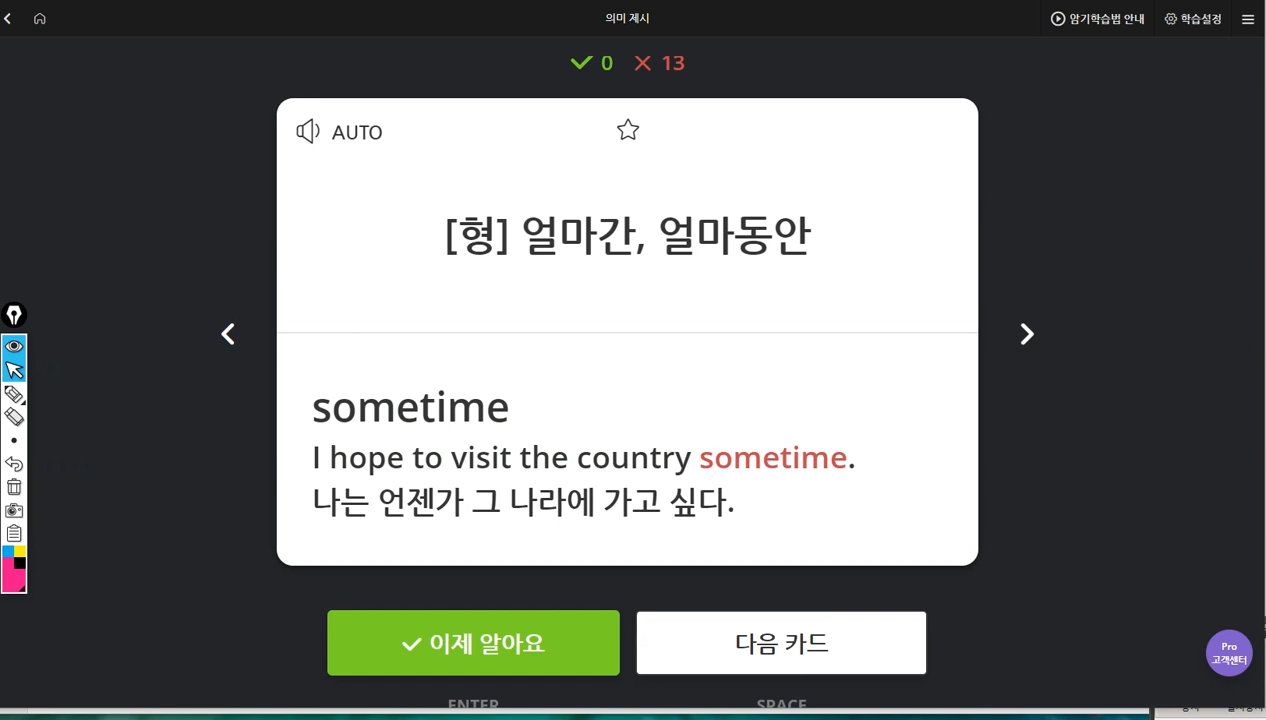 의미 제시
암기학습법 안내
학습설정
0
13
AUTO
[형] 얼마간, 얼마동안
sometime
I hope to visit the country sometime.
나는 언젠가 그 나라에 가고 싶다.
이제 알아요
다음 카드
Pro
고객센터
ENTER
SPACE